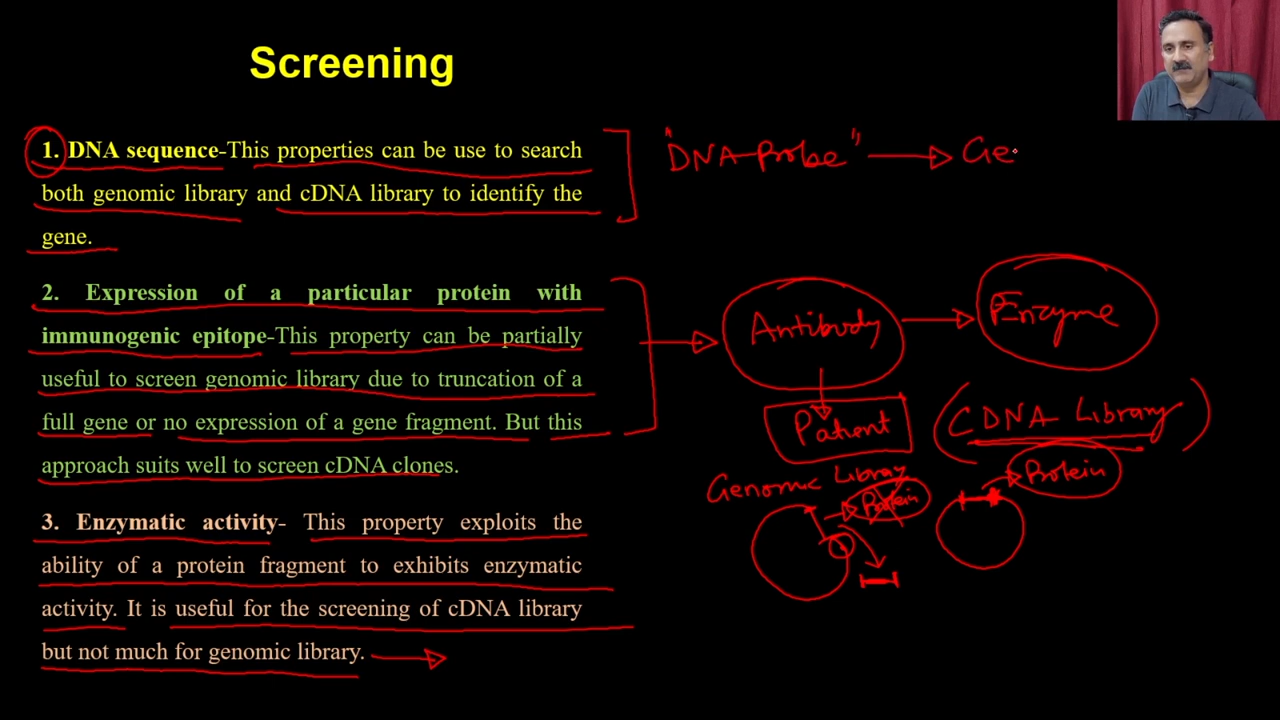 Screening
1. DNA sequence-This properties can be use to search
both genomic library and cDNA library to identify the
gene.
"DNA-Probe" Ge
2. Expression of a particular protein with
immunogenic epitope-This property can be partially
useful to screen genomic library due to truncation of a
full gene or no expression of a gene fragment. But this
approach suits well to screen cDNA clones.
Antibody
Enzyme
Patient
CDNA Library
Genomic Library
Protein
Protein
3. Enzymatic activity- This property exploits the
ability of a protein fragment to exhibits enzymatic
activity. It is useful for the screening of cDNA library
but not much for genomic library.